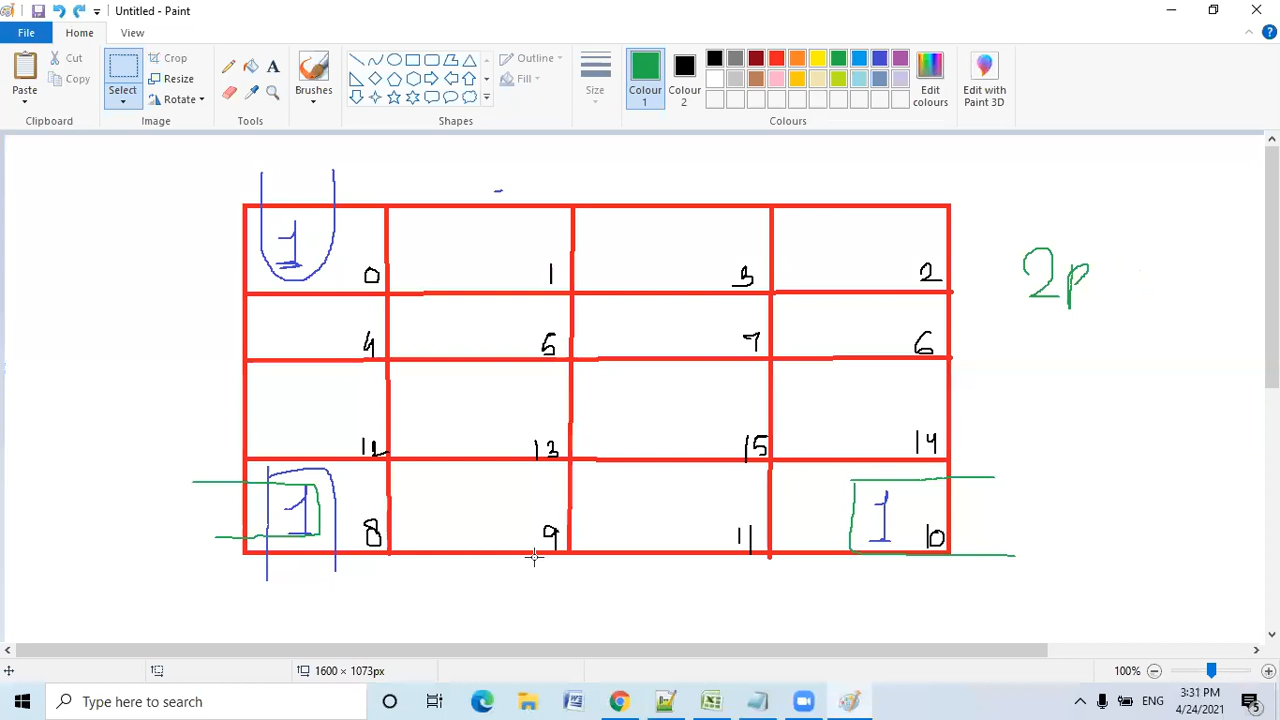 Untitled - Paint
File Home View
Paste
Cut
Copy
Clipboard
Select
Crop
Resize
Rotate
Image
A
Tools
Brushes
Outline
Fill
Shapes
Size
Colour 1
Colour 2
Edit colours
Colours
Edit with Paint 3D
1 0 1 3 2
2p
4 5 7 6
12 13 15 14
1 8 9 11 1 10
1600 × 1073px
100%
Type here to search
ENG
3:31 PM
4/24/2021
5